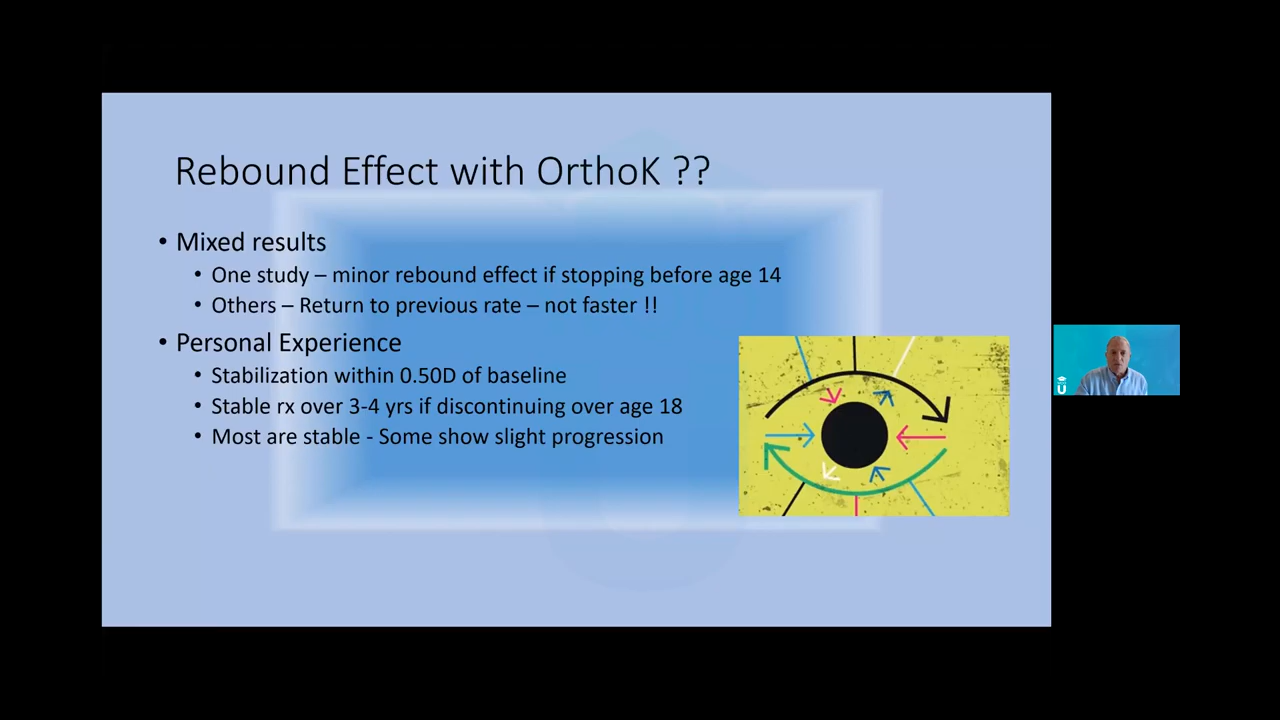 Rebound Effect with OrthoK ??
• Mixed results
• One study – minor rebound effect if stopping before age 14
• Others – Return to previous rate – not faster !!
• Personal Experience
• Stabilization within 0.50D of baseline
• Stable rx over 3-4 yrs if discontinuing over age 18
• Most are stable - Some show slight progression
U